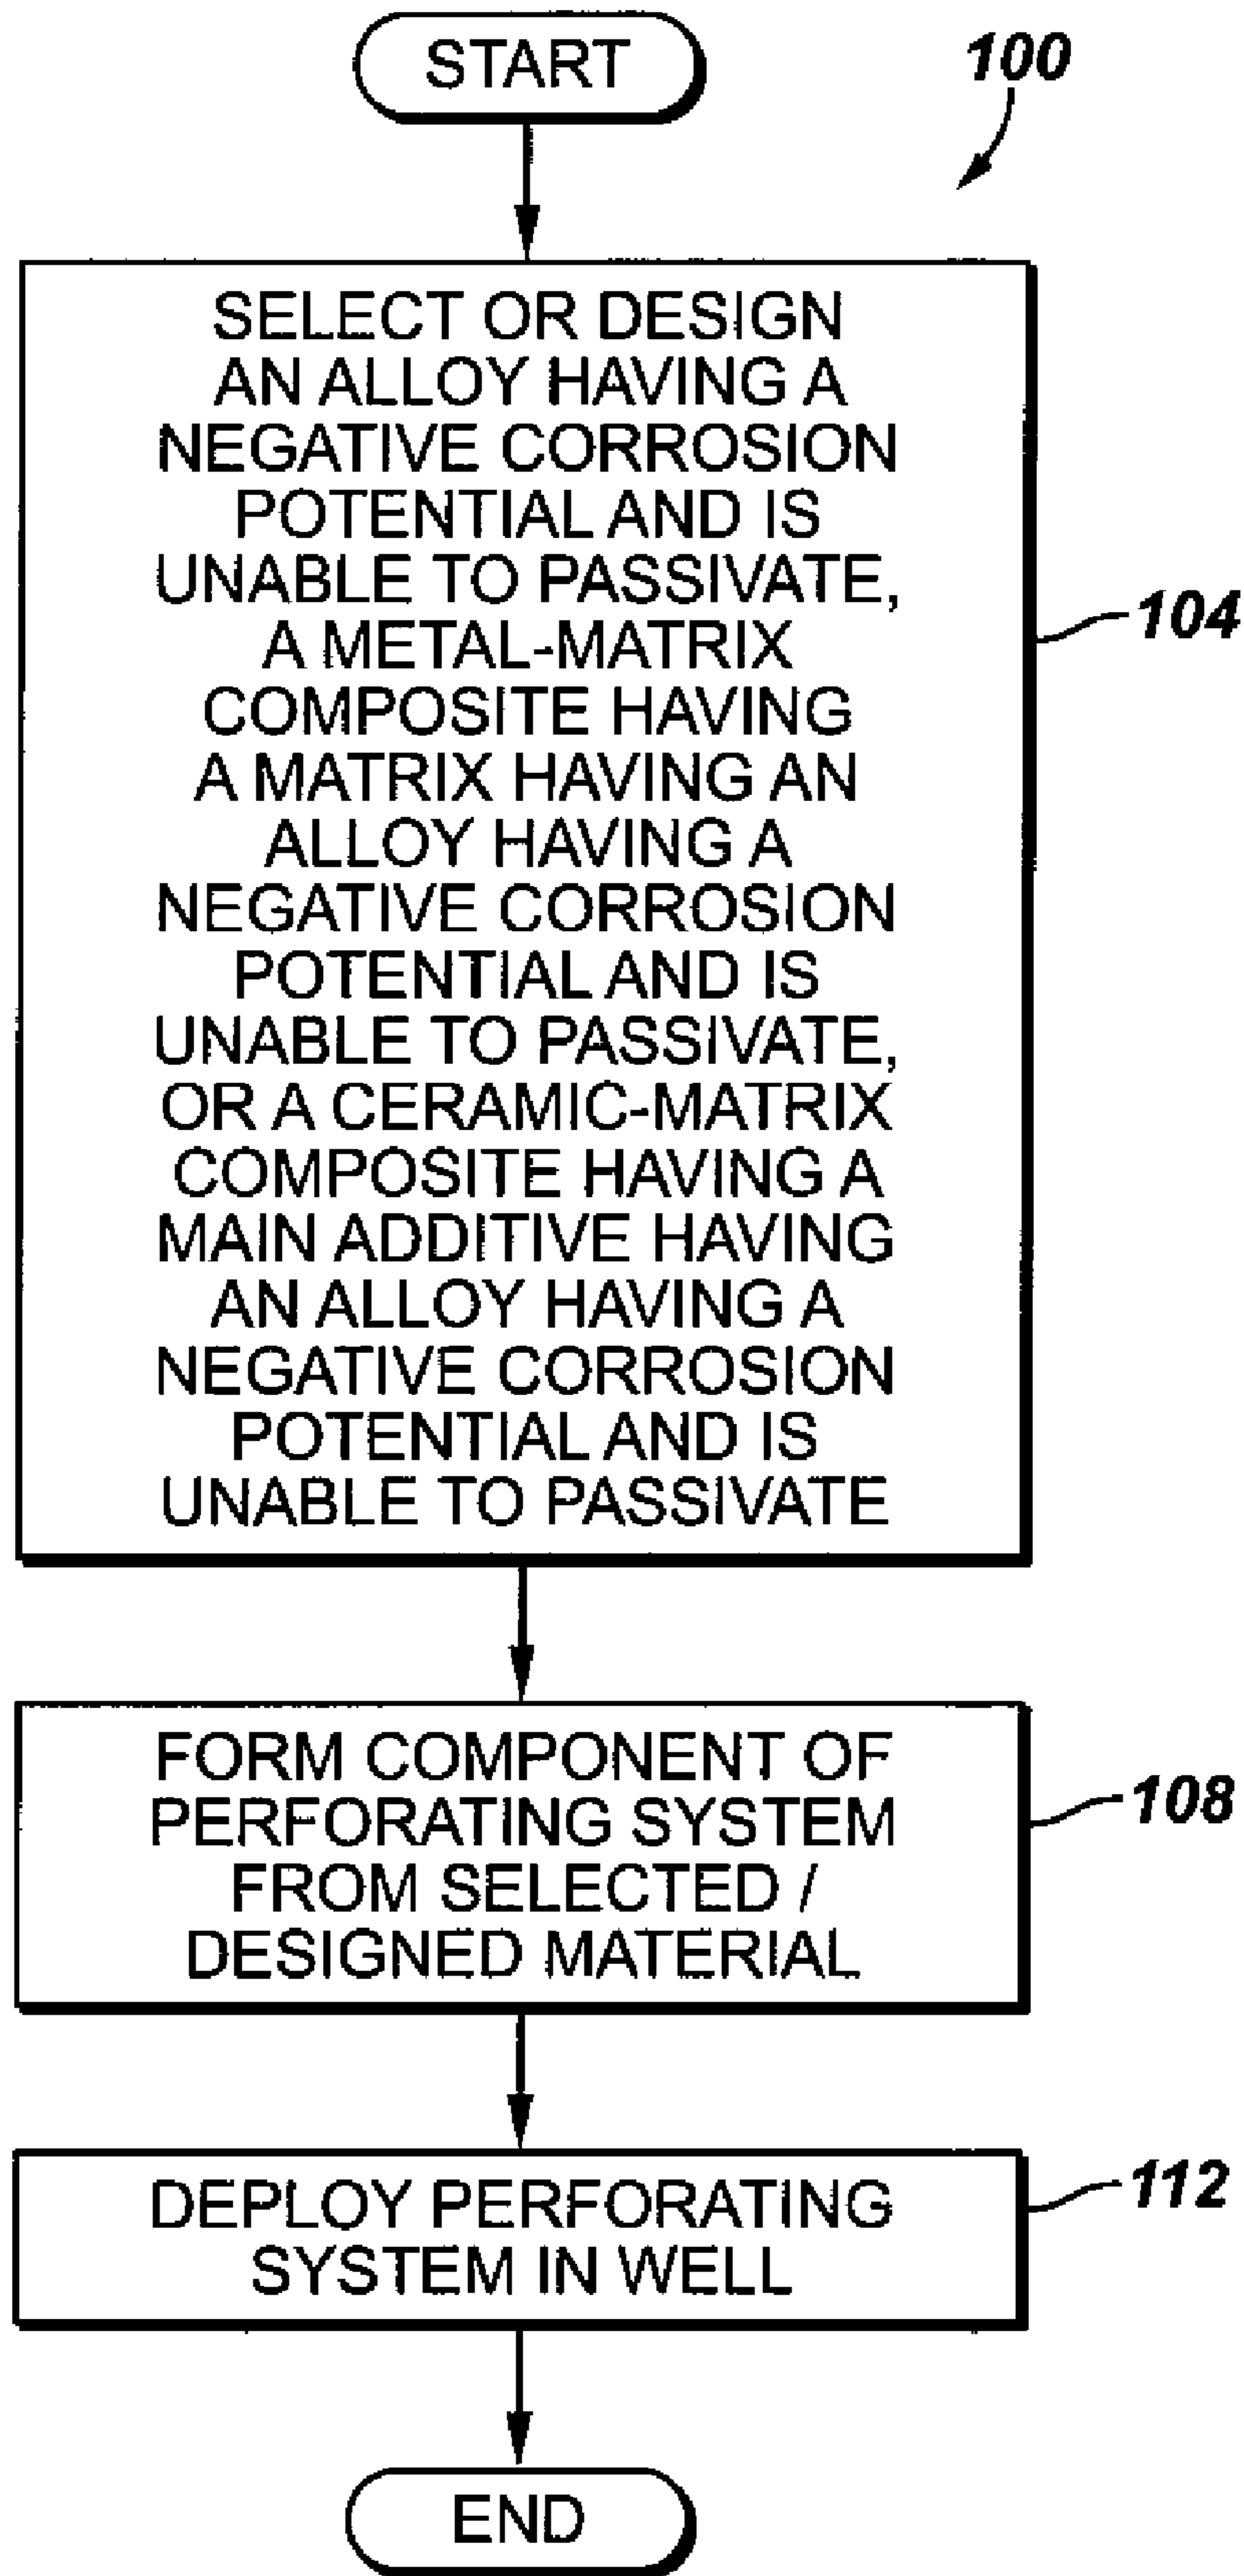 START
100
SELECT OR DESIGN
AN ALLOY HAVING A
NEGATIVE CORROSION
POTENTIAL AND IS
UNABLE TO PASSIVATE,
A METAL-MATRIX
COMPOSITE HAVING
A MATRIX HAVING AN
ALLOY HAVING A
NEGATIVE CORROSION
POTENTIAL AND IS
UNABLE TO PASSIVATE,
OR A CERAMIC-MATRIX
COMPOSITE HAVING A
MAIN ADDITIVE HAVING
AN ALLOY HAVING A
NEGATIVE CORROSION
POTENTIAL AND IS
UNABLE TO PASSIVATE
104
FORM COMPONENT OF
PERFORATING SYSTEM
FROM SELECTED /
DESIGNED MATERIAL
108
DEPLOY PERFORATING
SYSTEM IN WELL
112
END